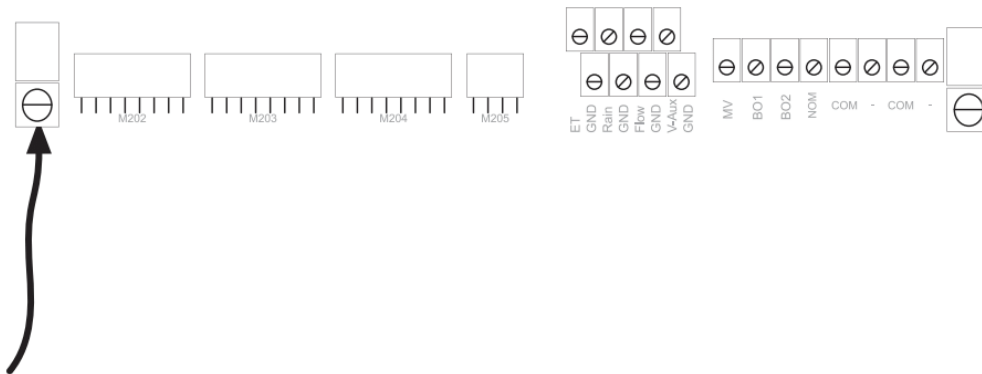 M202
M203
M204
M205
ET
GND
Rain
GND
Flow
GND
V-Aux
GND
MV
BO1
BO2
NOM
COM
-
COM
-